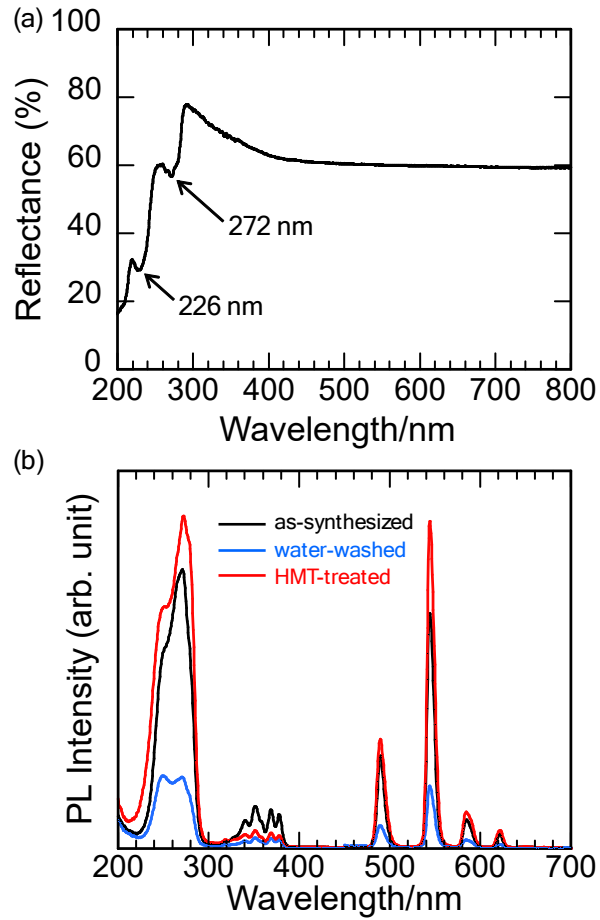 (a)
100
80
60
40
20
0
Reflectance (%)
272 nm
226 nm
200 300 400 500 600 700 800
Wavelength/nm
(b)
as-synthesized
water-washed
HMT-treated
PL Intensity (arb. unit)
200 300 400 500 600 700
Wavelength/nm